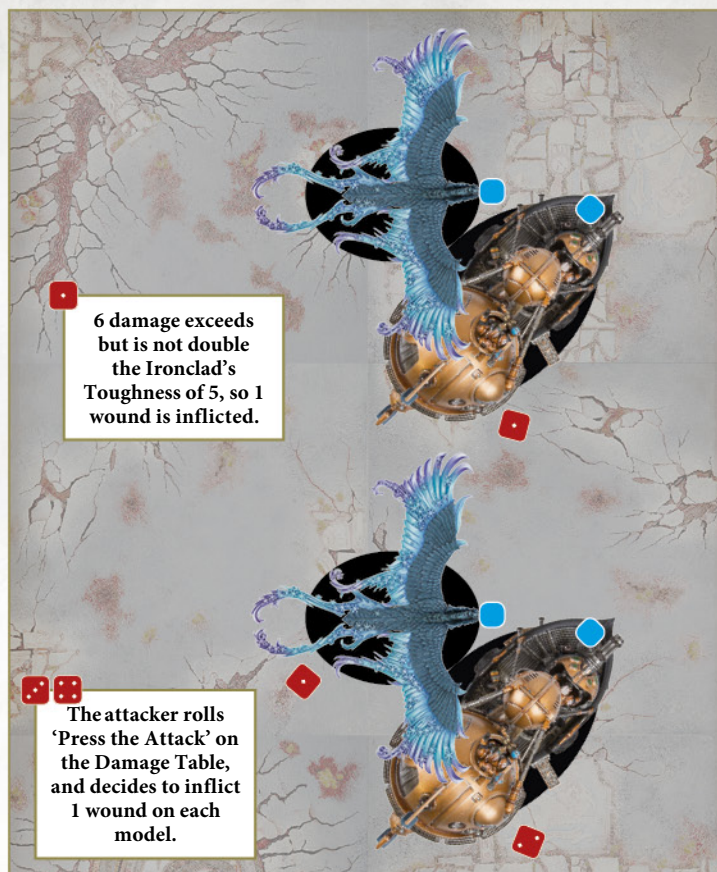 6 damage exceeds
but is not double
the Ironclad’s
Toughness of 5, so 1
wound is inflicted.
The attacker rolls
‘Press the Attack’ on
the Damage Table,
and decides to inflict
1 wound on each
model.